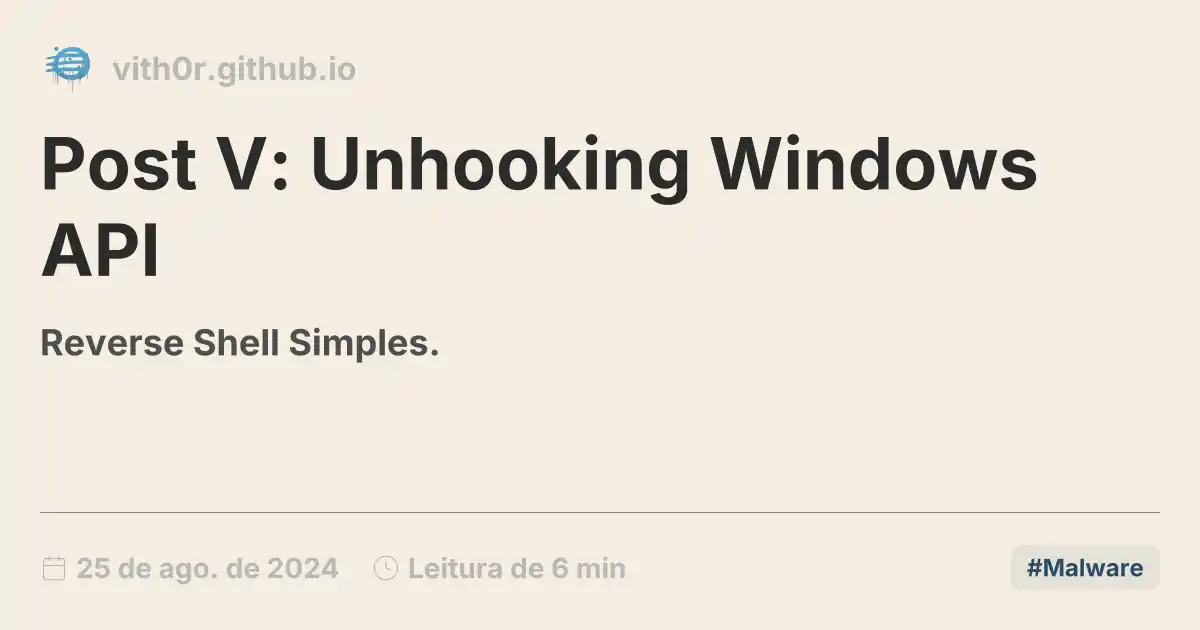 vith0r.github.io
Post V: Unhooking Windows
API
Reverse Shell Simples.
25 de ago. de 2024 Leitura de 6 min #Malware